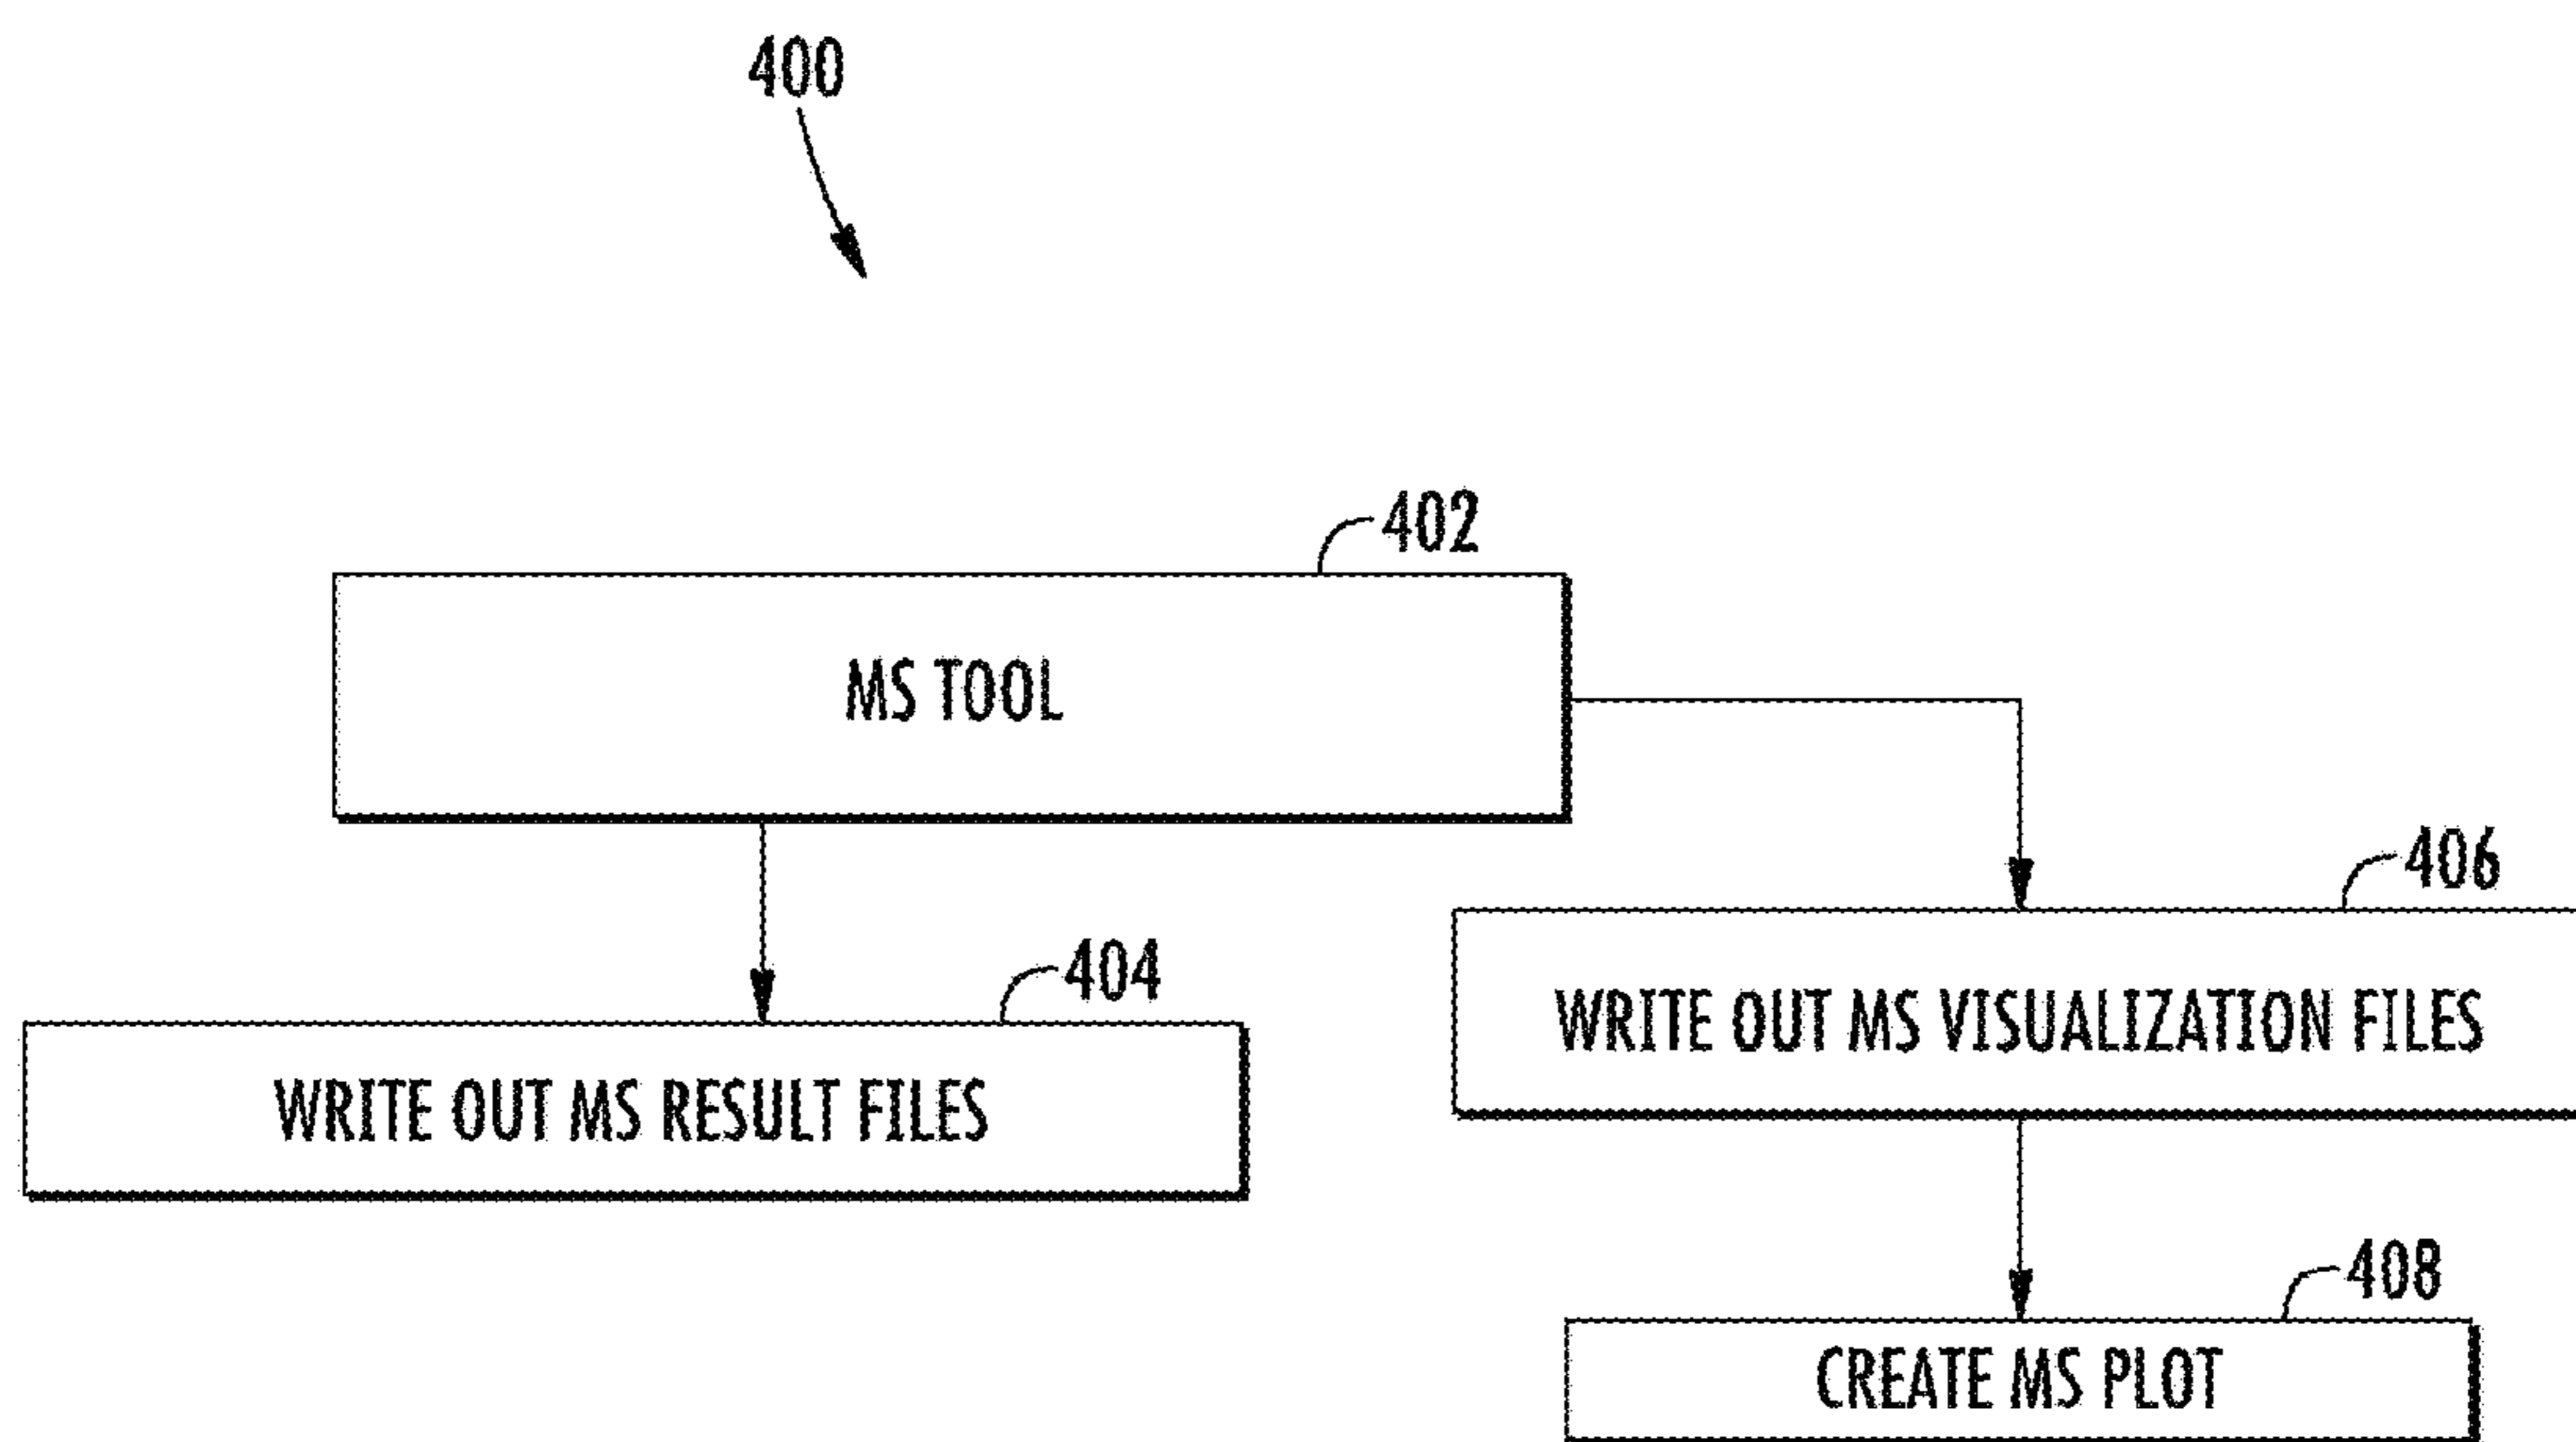 400
402
MS TOOL
406
404
WRITE OUT MS VISUALIZATION FILES
WRITE OUT MS RESULT FILES
408
CREATE MS PLOT